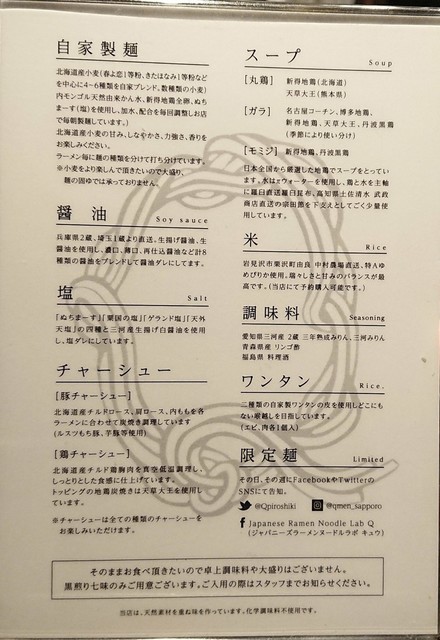 自家製麺
北海道産小麦(春よ恋1等粉、きたほなみ1等粉など
を中心に4~6種類を自家ブレンド。数種類の小麦)
内モンゴル天然由来かん水、新得地鶏全卵、ぬち
まーす(塩)を使用し、加水、配合を毎回調整しお店
で毎朝製麺しています。
北海道産小麦の甘み、しなやかさ、力強さ、香りを
お楽しみください。
ラーメン毎に麺の種類を分けて打ち分けています。
※小麦をより楽しんで頂きたいので大盛り、
麺の固ゆでは承っておりません。
醤油
Soy sauce
兵庫県2蔵、埼玉1蔵より直送、生揚げ醤油、生
醤油を使用し、濃口、薄口、再仕込醤油など計8
種類の醤油をブレンドして醤油ダレにしてます。
塩
Salt
「ぬちまーす」「粟国の塩」「ゲランド塩」「天外
天塩」の四種と三河産生揚げ白醤油を使用
し、塩ダレにしています。
チャーシュー
[豚チャーシュー]
北海道産チルドロース、肩ロース、内ももを各
ラーメンに合わせて炭焼き調理しています
(ルスツもち豚、芋豚等使用)
[鶏チャーシュー]
北海道産チルド鶏胸肉を真空低温調理し、
しっとりとした食感に仕上げています。
トッピングの地鶏炭焼きは天草大王を使用し
ています。
※チャーシューは全ての種類のチャーシューを
お楽しみいただけます。
スープ
Soup
[丸鶏]
新得地鶏(北海道)
天草大王(熊本県)
[ガラ]
名古屋コーチン、博多地鶏、
新得地鶏、天草大王、丹波黒鶏
(季節により使い分け)
[モミジ]
新得地鶏、丹波黒鶏
日本全国から厳選した地鶏でスープをとってい
ます。水はπウォーターを使用し、鶏と水を主軸
に羅臼直送羅臼昆布、高知県土佐清水 武政
商店直送の宗田節を下支えとしてごく少量使
用しています。
米
Rice
岩見沢市栗沢町由良 中村農場直送、特Aゆ
めぴりか使用。瑞々しさと甘みのバランスが最
高です。(当店にて予約購入可能です。)
調味料
Seasoning
愛知県三河産 2蔵 三年熟成みりん、三河みりん
青森県産 リンゴ酢
福島県 料理酒
ワンタン
Rice.
二種類の自家製ワンタンの皮を使用しどこにも
ない喉越しを目指しています。
(エビ、肉各1個入)
限定麺
Limited
その日、その週にFacebookやTwitterの
SNSにて告知。
@Qpiroshiki
@qmen_sapporo
Japanese Ramen Noodle Lab Q
(ジャパニーズラーメンヌードルラボ キュウ)
そのままお食べ頂きたいので卓上調味料や大盛りはございません。
黒煎り七味のみご用意ございます。ご入用の際はスタッフまでお知らせください。
当店は、天然素材を重ね味を作っています。化学調味料不使用です。